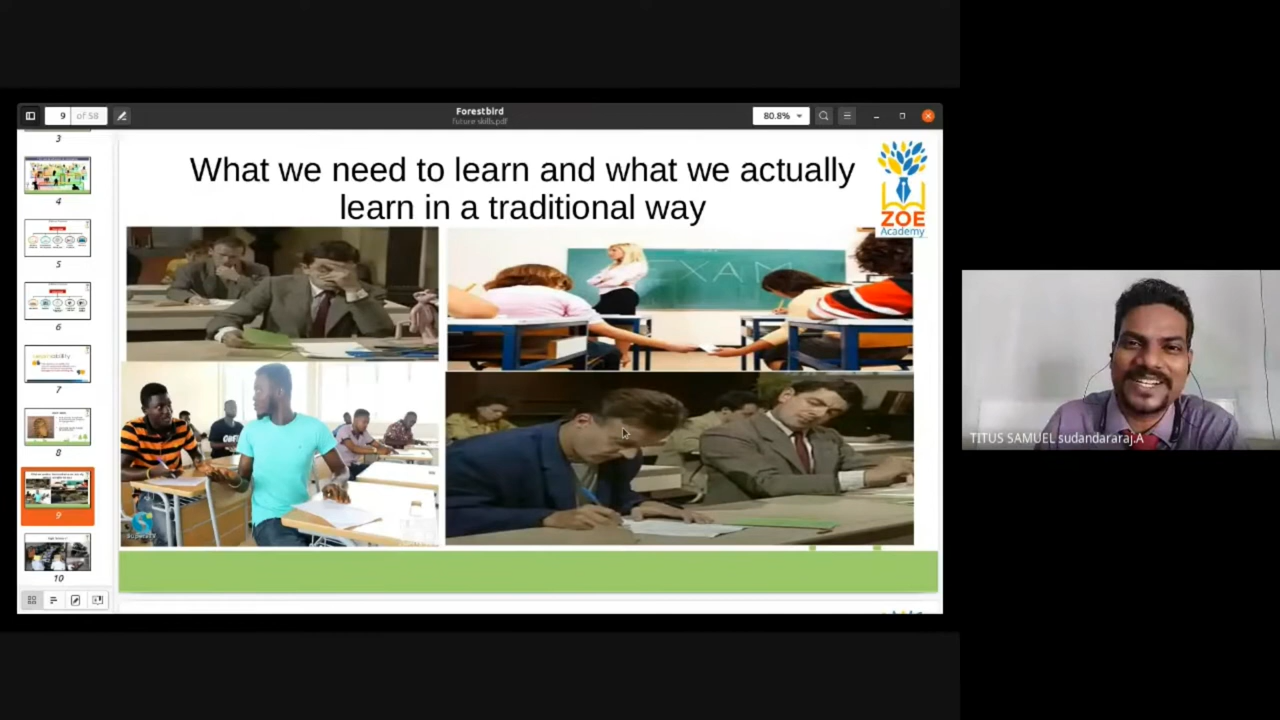 9 of 58
Forestbird
future skills.pdf
80.8%
3
4
5
6
7
8
9
10
What we need to learn and what we actually
learn in a traditional way
ZOE
Academy
EXAM
TITUS SAMUEL sudandararaj.A